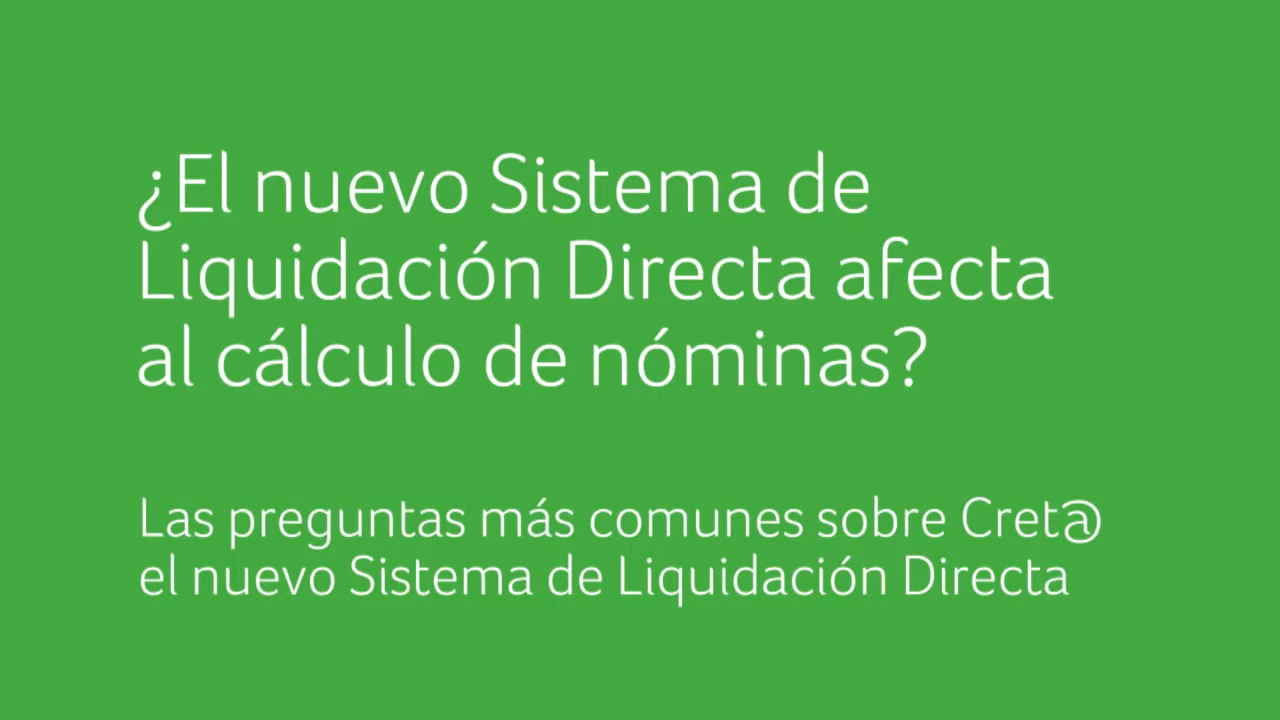 ¿El nuevo Sistema de
Liquidación Directa afecta
al cálculo de nóminas?
Las preguntas más comunes sobre Cret@
el nuevo Sistema de Liquidación Directa